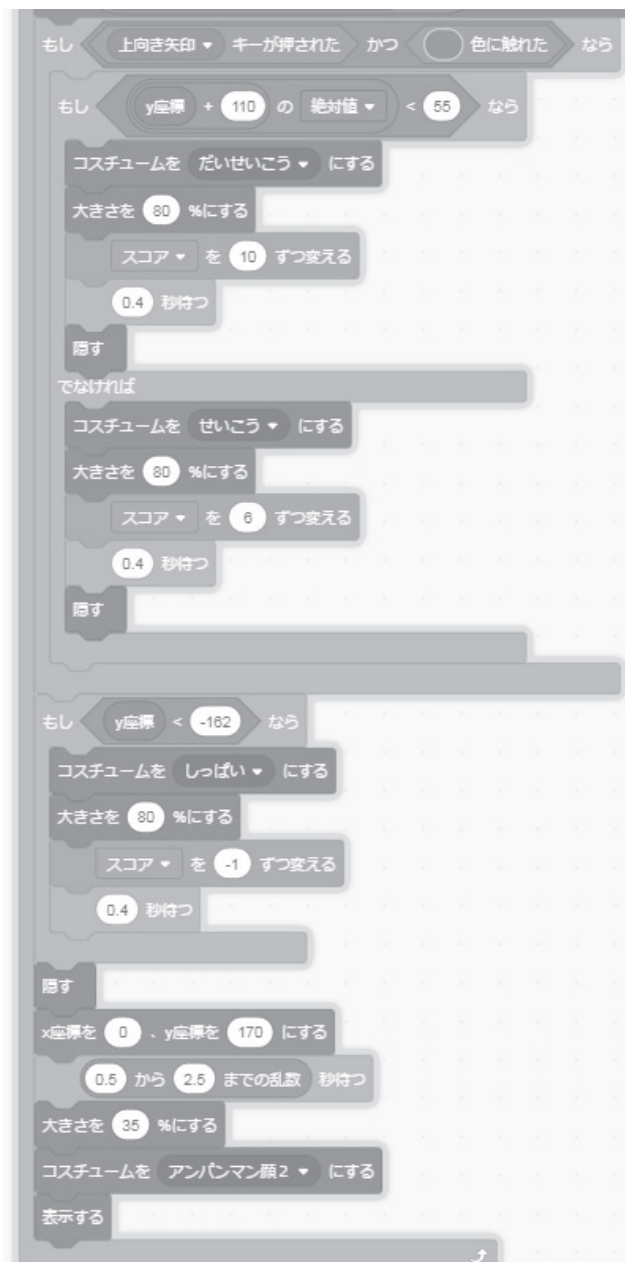 もし 上向き矢印 キーが押された かつ 色に触れた なら
もし y座標 + 110 の 絶対値 < 55 なら
コスチュームを だいせいこう にする
大きさを 80 %にする
スコア を 10 ずつ変える
0.4 秒待つ
隠す
でなければ
コスチュームを せいこう にする
大きさを 80 %にする
スコア を 6 ずつ変える
0.4 秒待つ
隠す
もし y座標 < -162 なら
コスチュームを しっぱい にする
大きさを 80 %にする
スコア を -1 ずつ変える
0.4 秒待つ
隠す
x座標を 0 、y座標を 170 にする
0.5 から 2.5 までの乱数 秒待つ
大きさを 35 %にする
コスチュームを アンパンマン顔2 にする
表示する